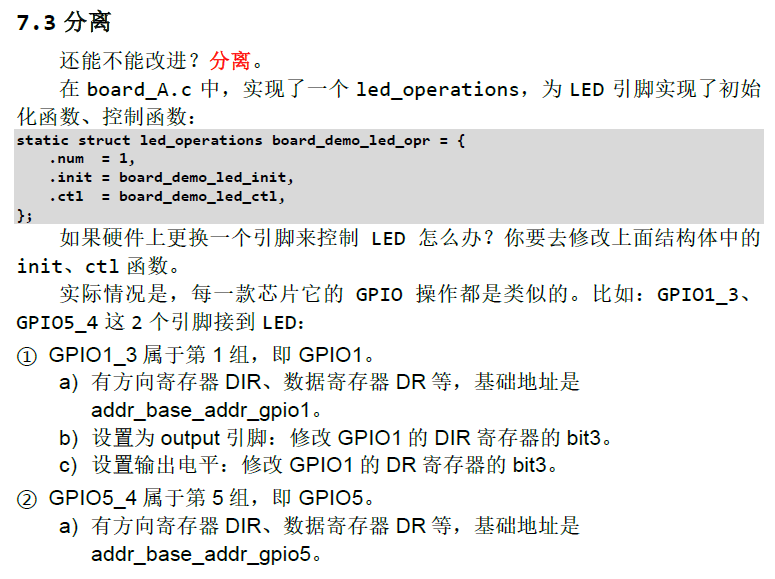 7.3 分离
还能不能改进？分离。
在 board_A.c 中，实现了一个 led_operations，为 LED 引脚实现了初始
化函数、控制函数：
static struct led_operations board_demo_led_opr = {
    .num  = 1,
    .init = board_demo_led_init,
    .ctl  = board_demo_led_ctl,
};
如果硬件上更换一个引脚来控制 LED 怎么办？你要去修改上面结构体中的
init、ctl 函数。
实际情况是，每一款芯片它的 GPIO 操作都是类似的。比如：GPIO1_3、
GPIO5_4 这 2 个引脚接到 LED：
① GPIO1_3 属于第 1 组，即 GPIO1。
a) 有方向寄存器 DIR、数据寄存器 DR 等，基础地址是
addr_base_addr_gpio1。
b) 设置为 output 引脚：修改 GPIO1 的 DIR 寄存器的 bit3。
c) 设置输出电平：修改 GPIO1 的 DR 寄存器的 bit3。
② GPIO5_4 属于第 5 组，即 GPIO5。
a) 有方向寄存器 DIR、数据寄存器 DR 等，基础地址是
addr_base_addr_gpio5。